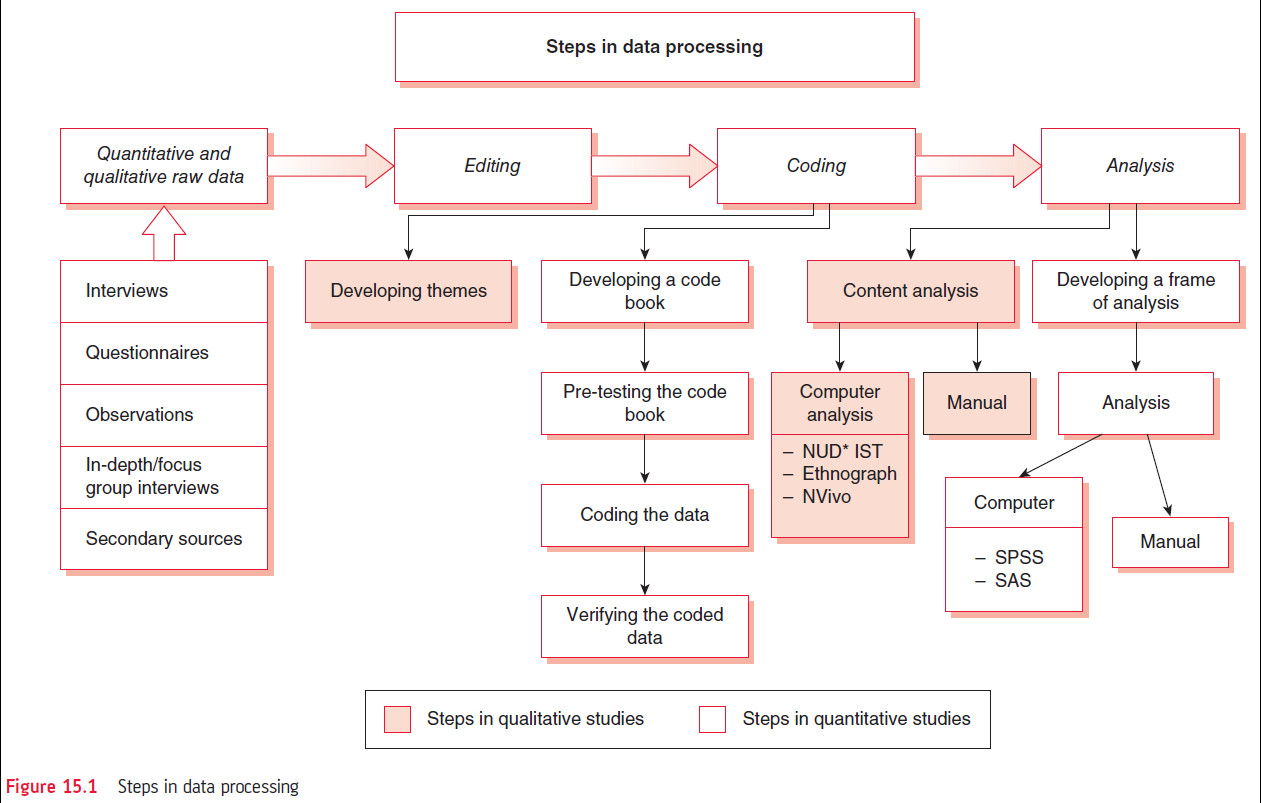 Steps in data processing
Quantitative and
qualitative raw data
Editing
Coding
Analysis
Interviews
Questionnaires
Observations
In-depth/focus
group interviews
Secondary sources
Developing themes
Developing a code
book
Pre-testing the code
book
Coding the data
Verifying the coded
data
Content analysis
Computer
analysis
– NUD* IST
– Ethnograph
– NVivo
Manual
Developing a frame
of analysis
Analysis
Computer
– SPSS
– SAS
Manual
Steps in qualitative studies
Steps in quantitative studies
Figure 15.1 Steps in data processing